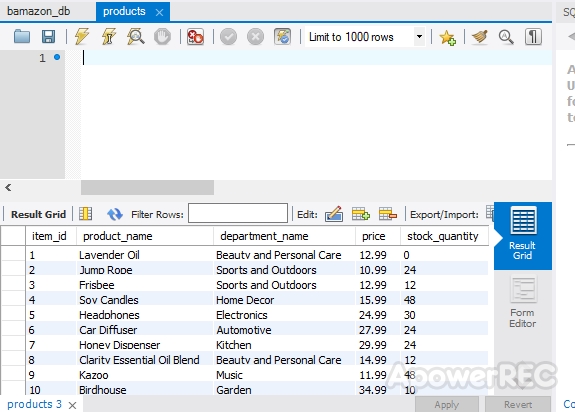 bamazon_db products × SQ
Limit to 1000 rows
1
Result Grid Filter Rows: Edit: Export/Import:
item_id product_name department_name price stock_quantity
1 Lavender Oil Beauty and Personal Care 12.99 0
2 Jump Rope Sports and Outdoors 10.99 24
3 Frisbee Sports and Outdoors 12.99 12
4 Soy Candles Home Decor 15.99 48
5 Headphones Electronics 24.99 30
6 Car Diffuser Automotive 27.99 24
7 Honey Dispenser Kitchen 29.99 24
8 Clarity Essential Oil Blend Beauty and Personal Care 14.99 12
9 Kazoo Music 11.99 48
10 Birdhouse Garden 34.99 10
Result
Grid
Form
Editor
ApowerREC
products 3 × Apply Revert Co